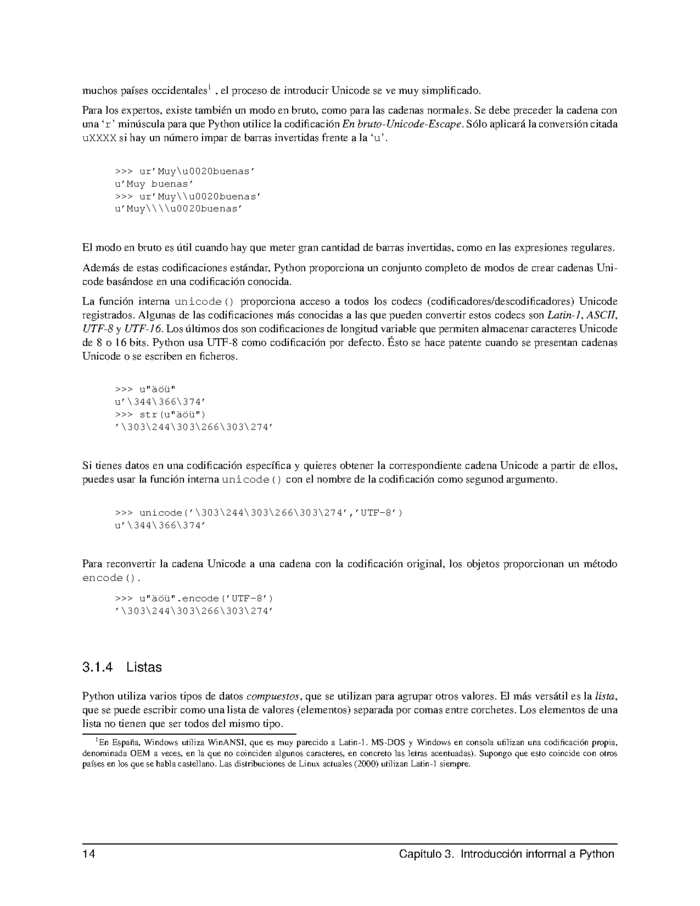 muchos países occidentales1 , el proceso de introducir Unicode se ve muy simplificado.
Para los expertos, existe también un modo en bruto, como para las cadenas normales. Se debe preceder la cadena con
una ‘r’ minúscula para que Python utilice la codificación En bruto-Unicode-Escape. Sólo aplicará la conversión citada
uXXXX si hay un número impar de barras invertidas frente a la ‘u’.
>>> ur’Muy\u0020buenas’
u’Muy buenas’
>>> ur’Muy\\u0020buenas’
u’Muy\\\\u0020buenas’
El modo en bruto es útil cuando hay que meter gran cantidad de barras invertidas, como en las expresiones regulares.
Además de estas codificaciones estándar, Python proporciona un conjunto completo de modos de crear cadenas Uni-
code basándose en una codificación conocida.
La función interna unicode() proporciona acceso a todos los codecs (codificadores/descodificadores) Unicode
registrados. Algunas de las codificaciones más conocidas a las que pueden convertir estos codecs son Latin-1, ASCII,
UTF-8 y UTF-16. Los últimos dos son codificaciones de longitud variable que permiten almacenar caracteres Unicode
de 8 o 16 bits. Python usa UTF-8 como codificación por defecto. Ésto se hace patente cuando se presentan cadenas
Unicode o se escriben en ficheros.
>>> u"äöü"
u’\344\366\374’
>>> str(u"äöü")
’\303\244\303\266\303\274’
Si tienes datos en una codificación específica y quieres obtener la correspondiente cadena Unicode a partir de ellos,
puedes usar la función interna unicode() con el nombre de la codificación como segunod argumento.
>>> unicode(’\303\244\303\266\303\274’,’UTF-8’)
u’\344\366\374’
Para reconvertir la cadena Unicode a una cadena con la codificación original, los objetos proporcionan un método
encode().
>>> u"äöü".encode(’UTF-8’)
’\303\244\303\266\303\274’
3.1.4 Listas
Python utiliza varios tipos de datos compuestos, que se utilizan para agrupar otros valores. El más versátil es la lista,
que se puede escribir como una lista de valores (elementos) separada por comas entre corchetes. Los elementos de una
lista no tienen que ser todos del mismo tipo.
1En España, Windows utiliza WinANSI, que es muy parecido a Latin-1. MS-DOS y Windows en consola utilizan una codificación propia,
denominada OEM a veces, en la que no coinciden algunos caracteres, en concreto las letras acentuadas). Supongo que esto coincide con otros
países en los que se habla castellano. Las distribuciones de Linux actuales (2000) utilizan Latin-1 siempre.
14 Capítulo 3. Introducción informal a Python